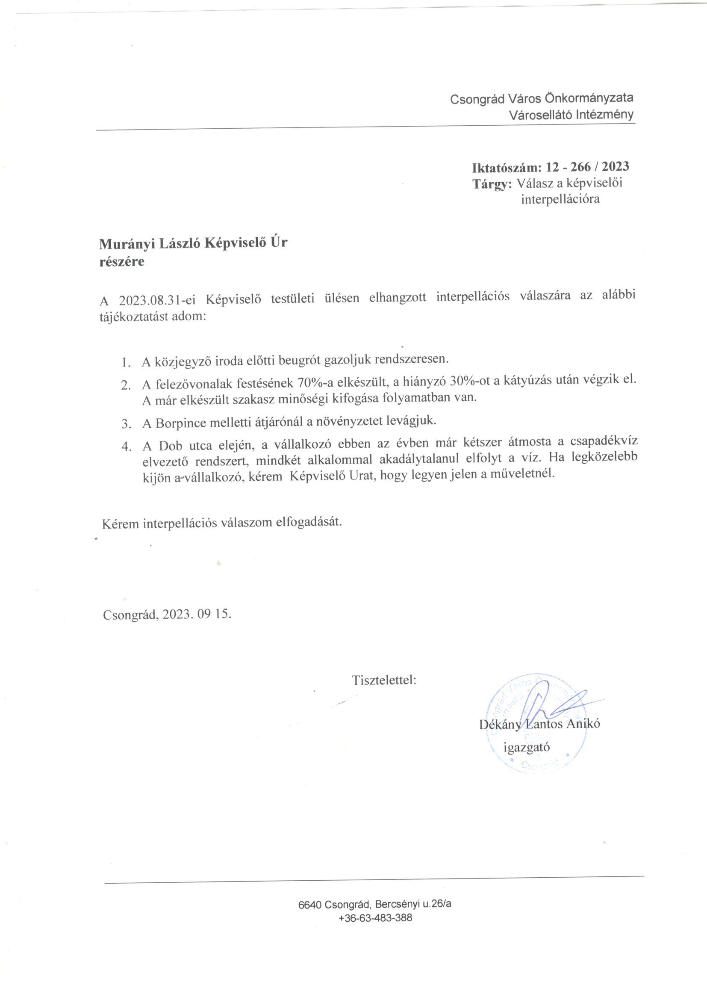 Csongrád Város Önkormányzata
Városellátó Intézmény
Iktatószám: 12 - 266 / 2023
Tárgy: Válasz a képviselői
interpellációra
Murányi László Képviselő Úr
részére
A 2023.08.31-ei Képviselő testületi ülésen elhangzott interpellációs válaszára az alábbi
tájékoztatást adom:
1. A közjegyző iroda előtti beugrót gazoljuk rendszeresen.
2. A felezővonalak festésének 70%-a elkészült, a hiányzó 30%-ot a kátyúzás után végzik el.
A már elkészült szakasz minőségi kifogása folyamatban van.
3. A Borpince melletti átjárónál a növényzetet levágjuk.
4. A Dob utca elején, a vállalkozó ebben az évben már kétszer átmosta a csapadékvíz
elvezető rendszert, mindkét alkalommal akadálytalanul elfolyt a víz. Ha legközelebb
kijön a vállalkozó, kérem Képviselő Urat, hogy legyen jelen a műveletnél.
Kérem interpellációs válaszom elfogadását.
Csongrád, 2023. 09 15.
Tisztelettel:
Dékány Lantos Anikó
igazgató
3.
Csongrád
6640 Csongrád, Bercsényi u.26/a
+36-63-483-388